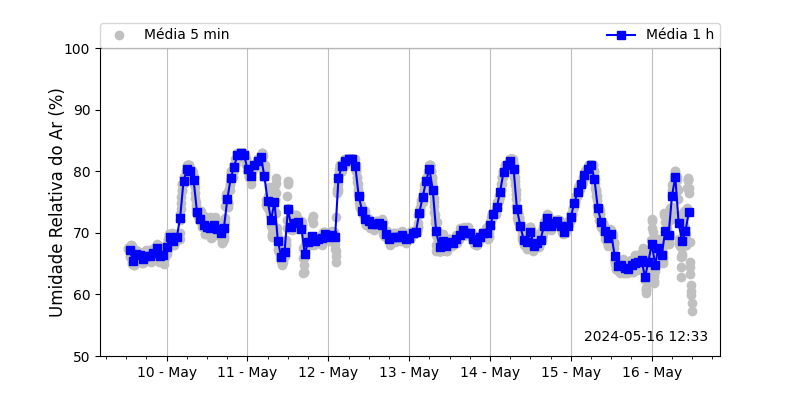 Média 5 min
Média 1 h
Umidade Relativa do Ar (%)
100
90
80
70
60
50
2024-05-16 12:33
10 - May
11 - May
12 - May
13 - May
14 - May
15 - May
16 - May